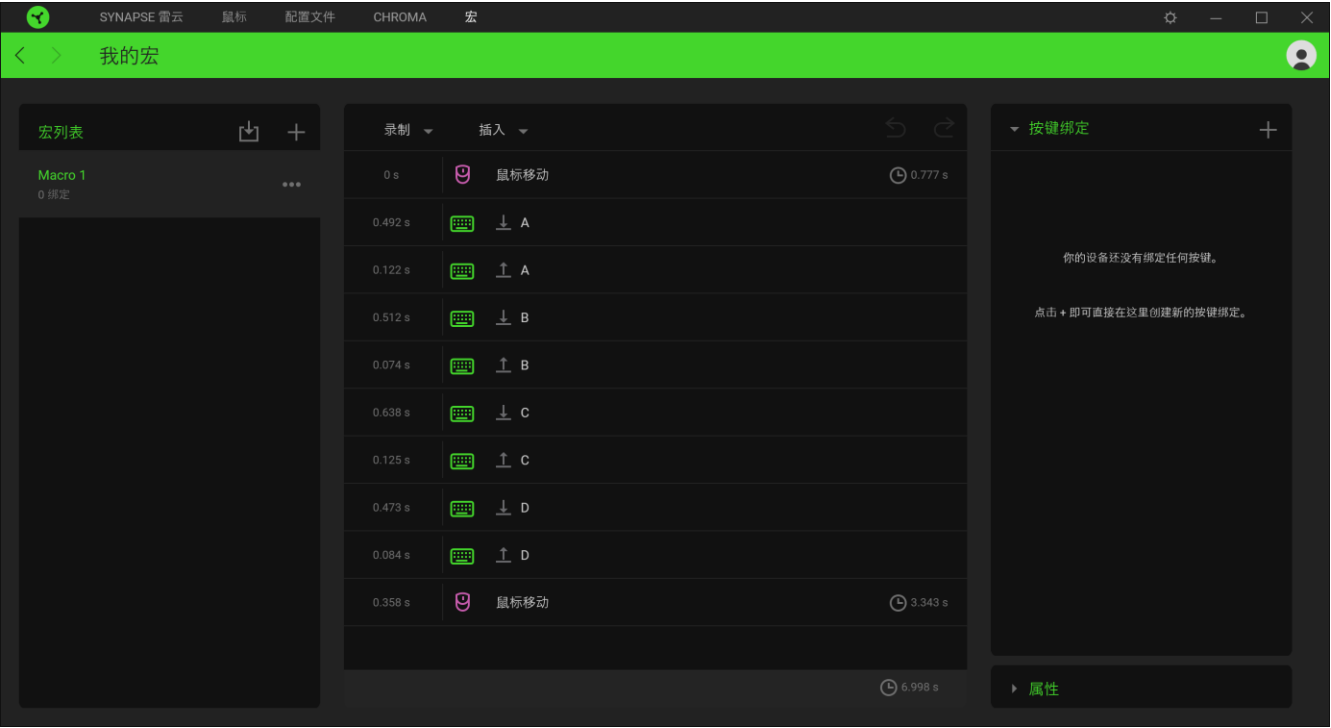 SYNAPSE 雷云 鼠标 配置文件 CHROMA 宏
我的宏
宏列表
Macro 1
0 绑定
录制 插入
0 s 鼠标移动 0.777 s
0.492 s A
0.122 s A
0.512 s B
0.074 s B
0.638 s C
0.125 s C
0.473 s D
0.084 s D
0.358 s 鼠标移动 3.343 s
6.998 s
按键绑定
你的设备还没有绑定任何按键。
点击 + 即可直接在这里创建新的按键绑定。
属性